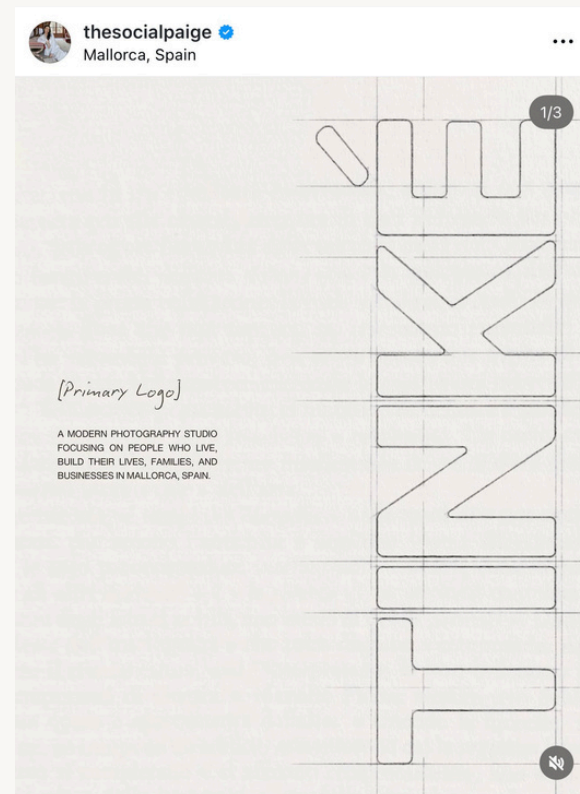 thesocialpaige
Mallorca, Spain
1/3
TINKÉ
[Primary Logo]
A MODERN PHOTOGRAPHY STUDIO
FOCUSING ON PEOPLE WHO LIVE,
BUILD THEIR LIVES, FAMILIES, AND
BUSINESSES IN MALLORCA, SPAIN.